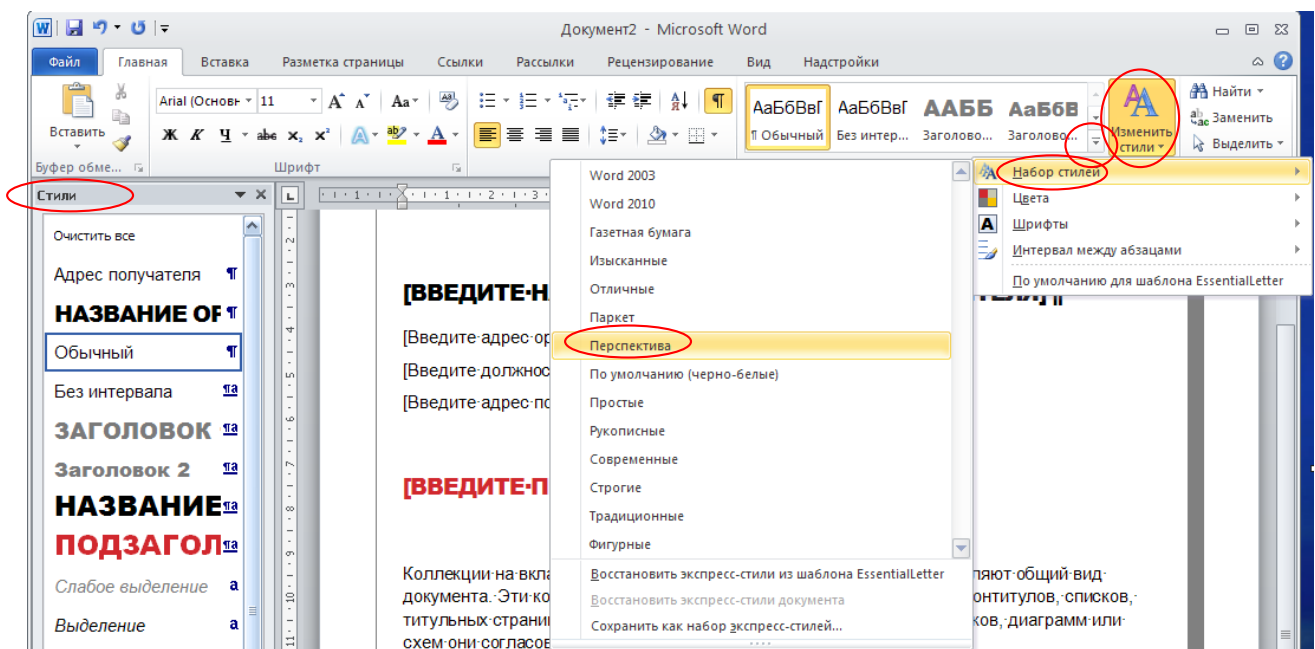 Документ2 - Microsoft Word
Файл Главная Вставка Разметка страницы Ссылки Рассылки Рецензирование Вид Надстройки
Вставить
Буфер обме...
Arial (Основн 11
Ж К Ч abc x₂ x²
Шрифт
АаБбВвГ АаБбВвГ ААББ АаБбВ
¶ Обычный Без интер... Заголово... Заголово...
Изменить стили
Найти
Заменить
Выделить
Стили
Очистить все
Адрес получателя ¶
НАЗВАНИЕ ОР ¶
Обычный ¶
Без интервала ¶a
ЗАГОЛОВОК ¶a
Заголовок 2 ¶a
НАЗВАНИЕ ¶a
ПОДЗАГОЛ ¶a
Слабое выделение a
Выделение a
[ВВЕДИТЕ·Н
[Введите·адрес·ор
[Введите·должнос
[Введите·адрес·по
[ВВЕДИТЕ·П
Коллекции·на·вкла
документа.·Эти·ко
титульных·страни
схем·они·согласов
ляют·общий·вид·
онтитулов,·списков,·
ков,·диаграмм·или·
Word 2003
Word 2010
Газетная бумага
Изысканные
Отличные
Паркет
Перспектива
По умолчанию (черно-белые)
Простые
Рукописные
Современные
Строгие
Традиционные
Фигурные
Восстановить экспресс-стили из шаблона EssentialLetter
Восстановить экспресс-стили документа
Сохранить как набор экспресс-стилей...
Набор стилей
Цвета
Шрифты
Интервал между абзацами
По умолчанию для шаблона EssentialLetter